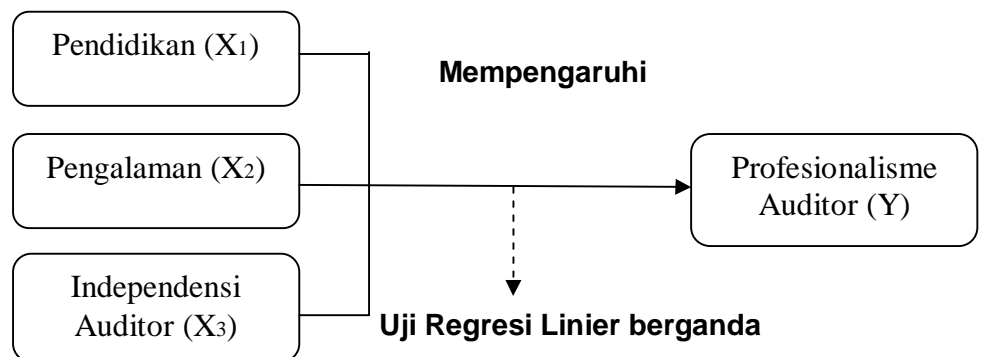 Pendidikan (X1)
Mempengaruhi
Pengalaman (X2)
Profesionalisme
Auditor (Y)
Independensi
Auditor (X3)
Uji Regresi Linier berganda